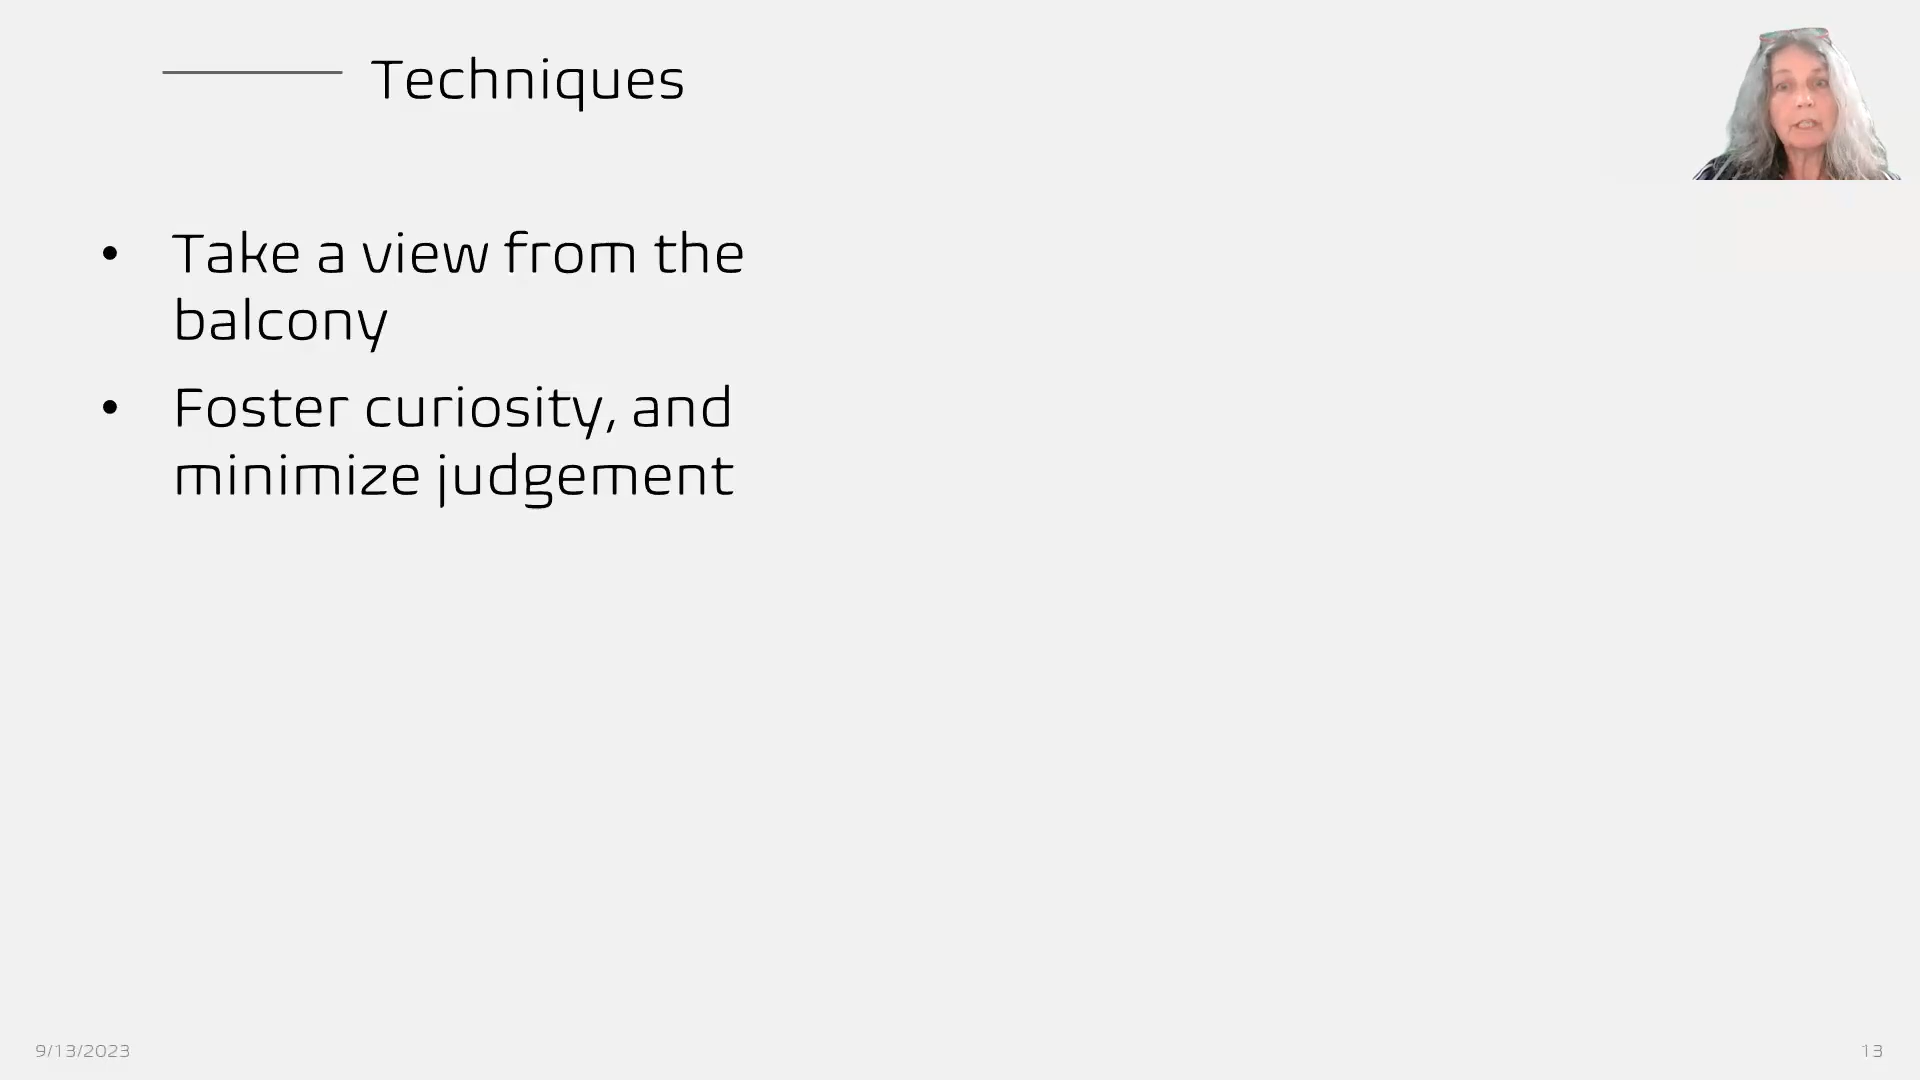 Techniques
• Take a view from the
balcony
• Foster curiosity, and
minimize judgement
9/13/2023
13